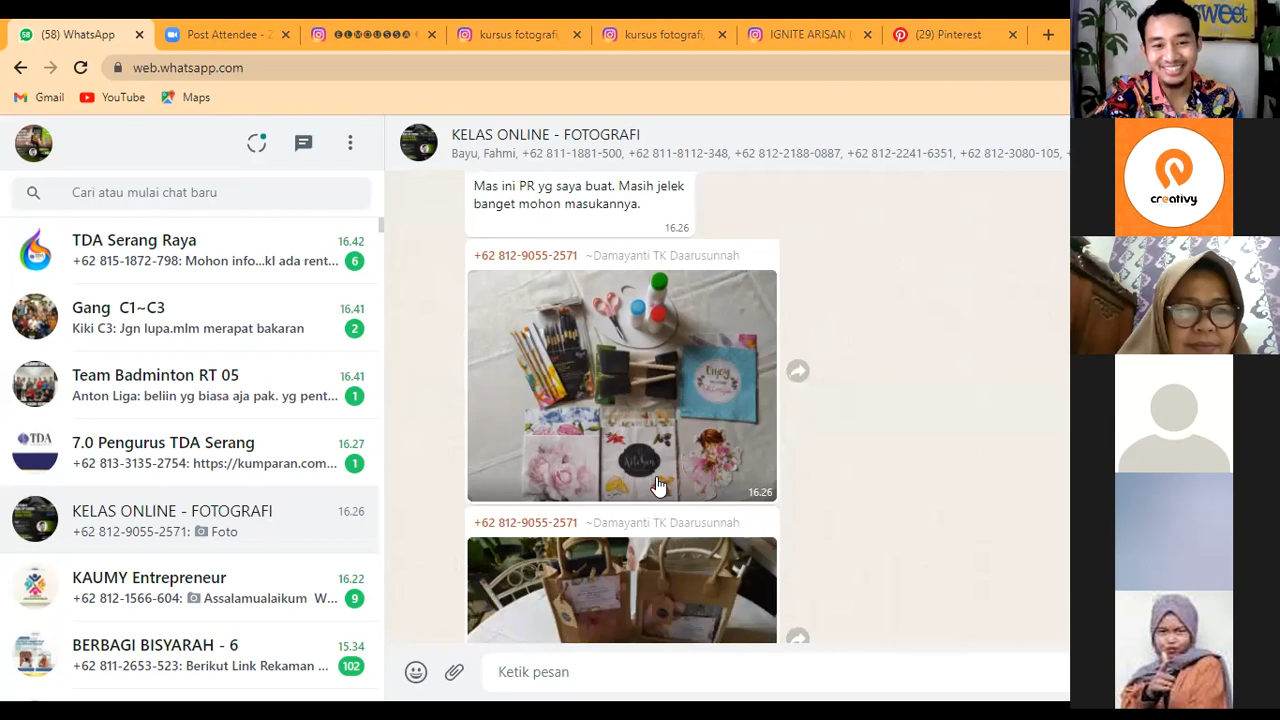 (58) WhatsApp
Post Attendee - Z
ELMOUSSA
kursus fotografi,
kursus fotografi,
IGNITE ARISAN (
(29) Pinterest
web.whatsapp.com
Gmail
YouTube
Maps
Cari atau mulai chat baru
TDA Serang Raya
16.42
+62 815-1872-798: Mohon info...kl ada rent...
6
Gang C1~C3
16.41
Kiki C3: Jgn lupa.mlm merapat bakaran
2
Team Badminton RT 05
16.41
Anton Liga: beliin yg biasa aja pak. yg pent...
1
7.0 Pengurus TDA Serang
16.27
+62 813-3135-2754: https://kumparan.com...
1
KELAS ONLINE - FOTOGRAFI
16.26
+62 812-9055-2571: Foto
KAUMY Entrepreneur
16.22
+62 812-1566-604: Assalamualaikum W...
9
BERBAGI BISYARAH - 6
15.34
+62 811-2653-523: Berikut Link Rekaman ...
102
KELAS ONLINE - FOTOGRAFI
Bayu, Fahmi, +62 811-1881-500, +62 811-8112-348, +62 812-2188-0887, +62 812-2241-6351, +62 812-3080-105, +
Mas ini PR yg saya buat. Masih jelek
banget mohon masukannya.
16.26
+62 812-9055-2571 ~Damayanti TK Daarusunnah
Enjoy
Kitchen
16.26
+62 812-9055-2571 ~Damayanti TK Daarusunnah
Ketik pesan
sweet
creativy